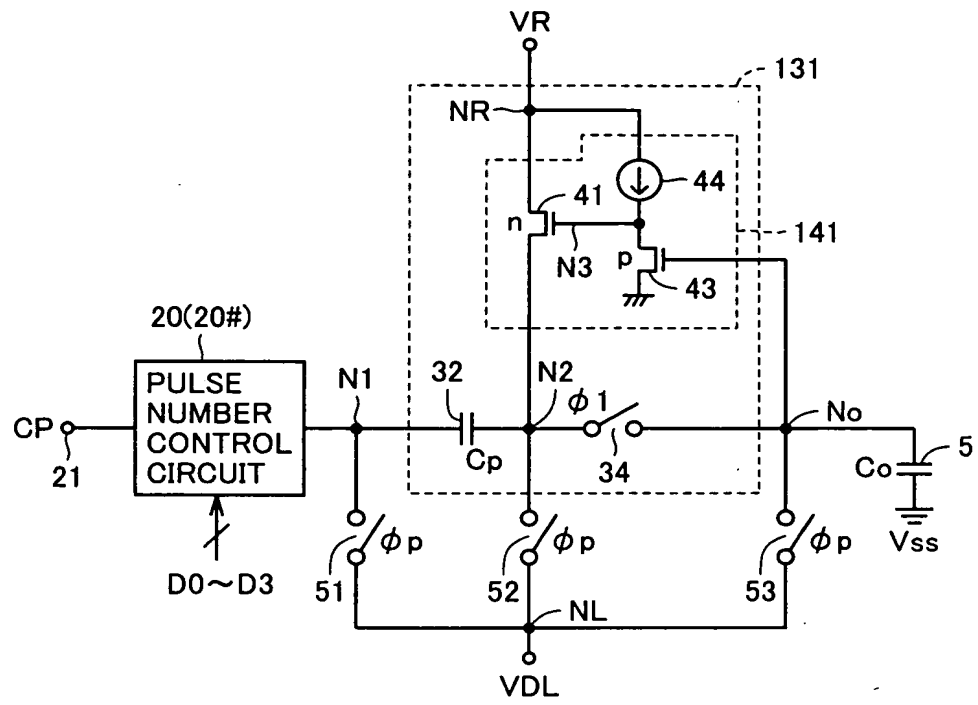 VR
131
NR
44
41
n
N3
p
43
141
20(20#)
PULSE
NUMBER
CONTROL
CIRCUIT
CP
21
D0~D3
N1
32
Cp
N2
ϕ1
34
No
5
Co
Vss
ϕp
51
ϕp
52
ϕp
53
NL
VDL